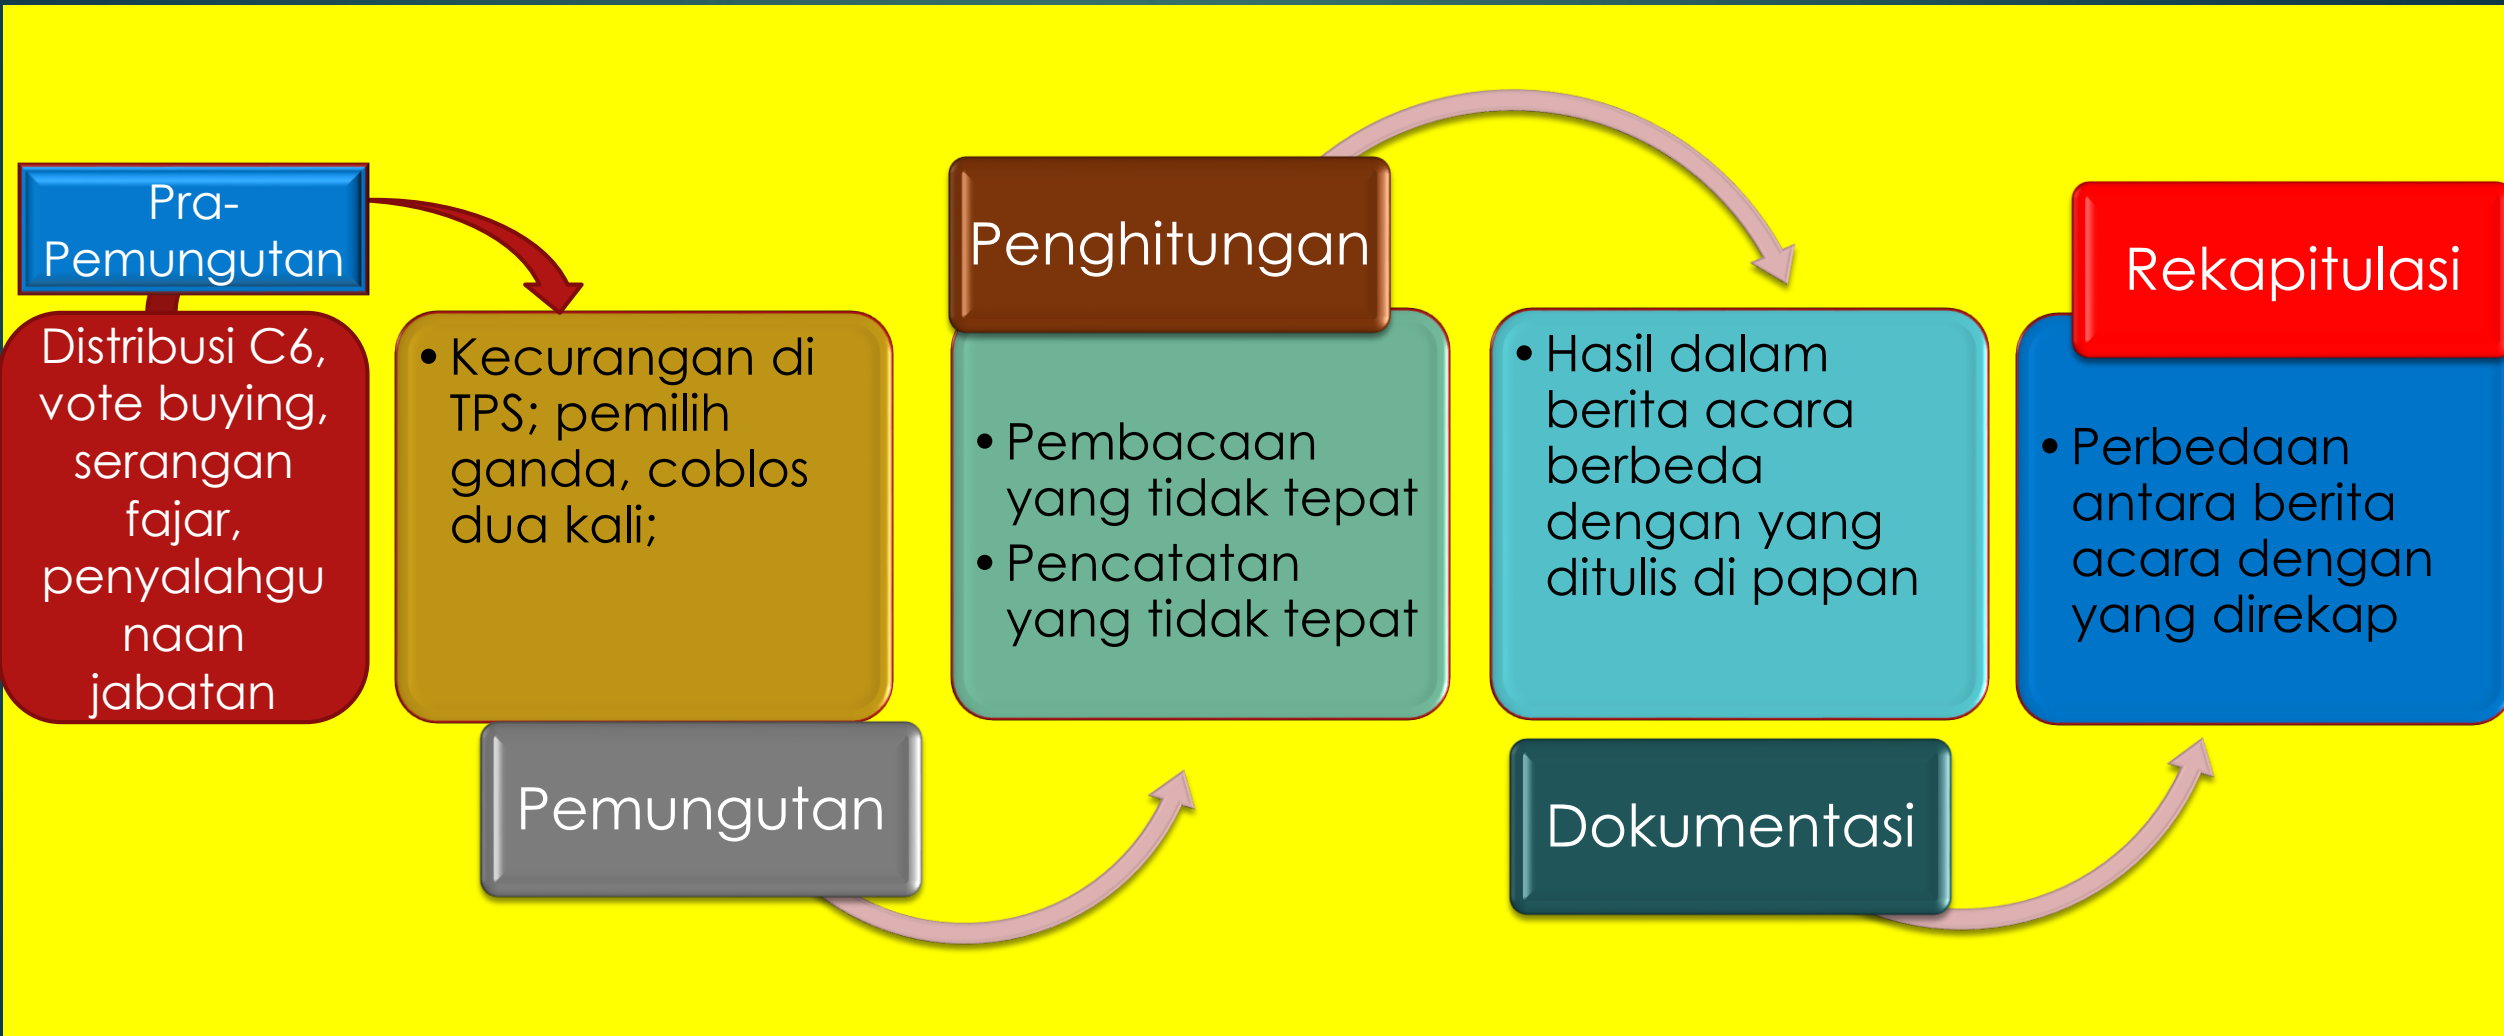 Pra-
Pemungutan
Distribusi C6,
vote buying,
serangan
fajar,
penyalahgu
naan
jabatan
• Kecurangan di
TPS; pemilih
ganda, coblos
dua kali;
Pemungutan
Penghitungan
• Pembacaan
yang tidak tepat
• Pencatatan
yang tidak tepat
• Hasil dalam
berita acara
berbeda
dengan yang
ditulis di papan
Dokumentasi
Rekapitulasi
• Perbedaan
antara berita
acara dengan
yang direkap